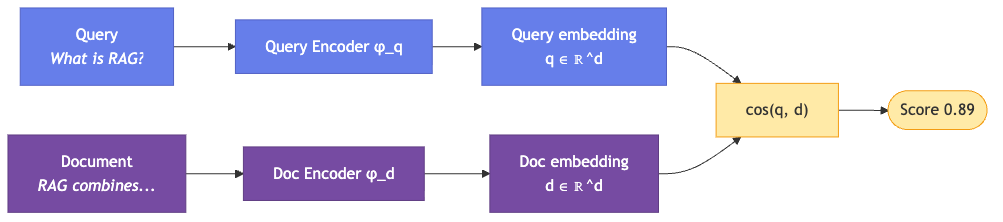 Query
What is RAG?
Query Encoder φ_q
Query embedding
q ∈ ℝ^d
cos(q, d)
Score 0.89
Document
RAG combines...
Doc Encoder φ_d
Doc embedding
d ∈ ℝ^d